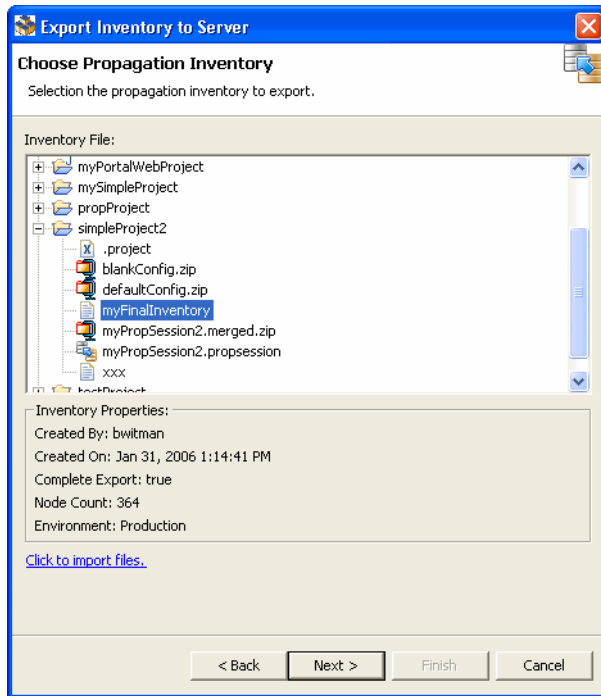 Export Inventory to Server
Choose Propagation Inventory
Selection the propagation inventory to export.
Inventory File:
myPortalWebProject
mySimpleProject
propProject
simpleProject2
.project
blankConfig.zip
defaultConfig.zip
myFinalInventory
myPropSession2.merged.zip
myPropSession2.propsession
xxx
testProject
Inventory Properties:
Created By: bwitman
Created On: Jan 31, 2006 1:14:41 PM
Complete Export: true
Node Count: 364
Environment: Production
Click to import files.
< Back Next > Finish Cancel